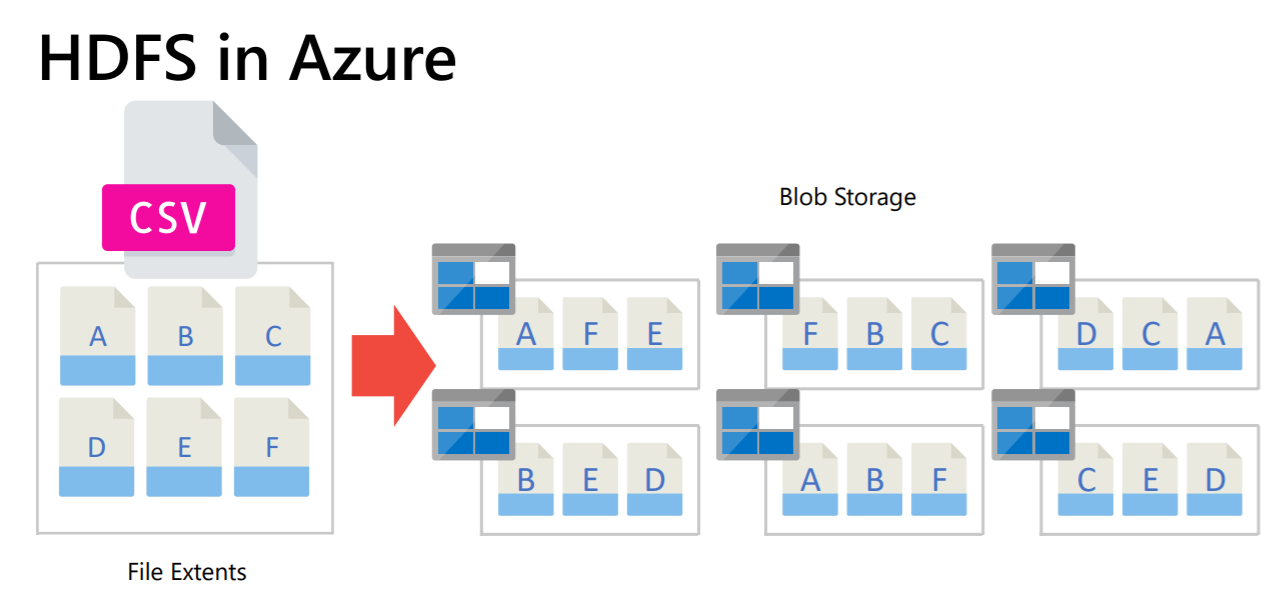 HDFS in Azure
CSV
Blob Storage
A B C
D E F
A F E
F B C
D C A
B E D
A B F
C E D
File Extents